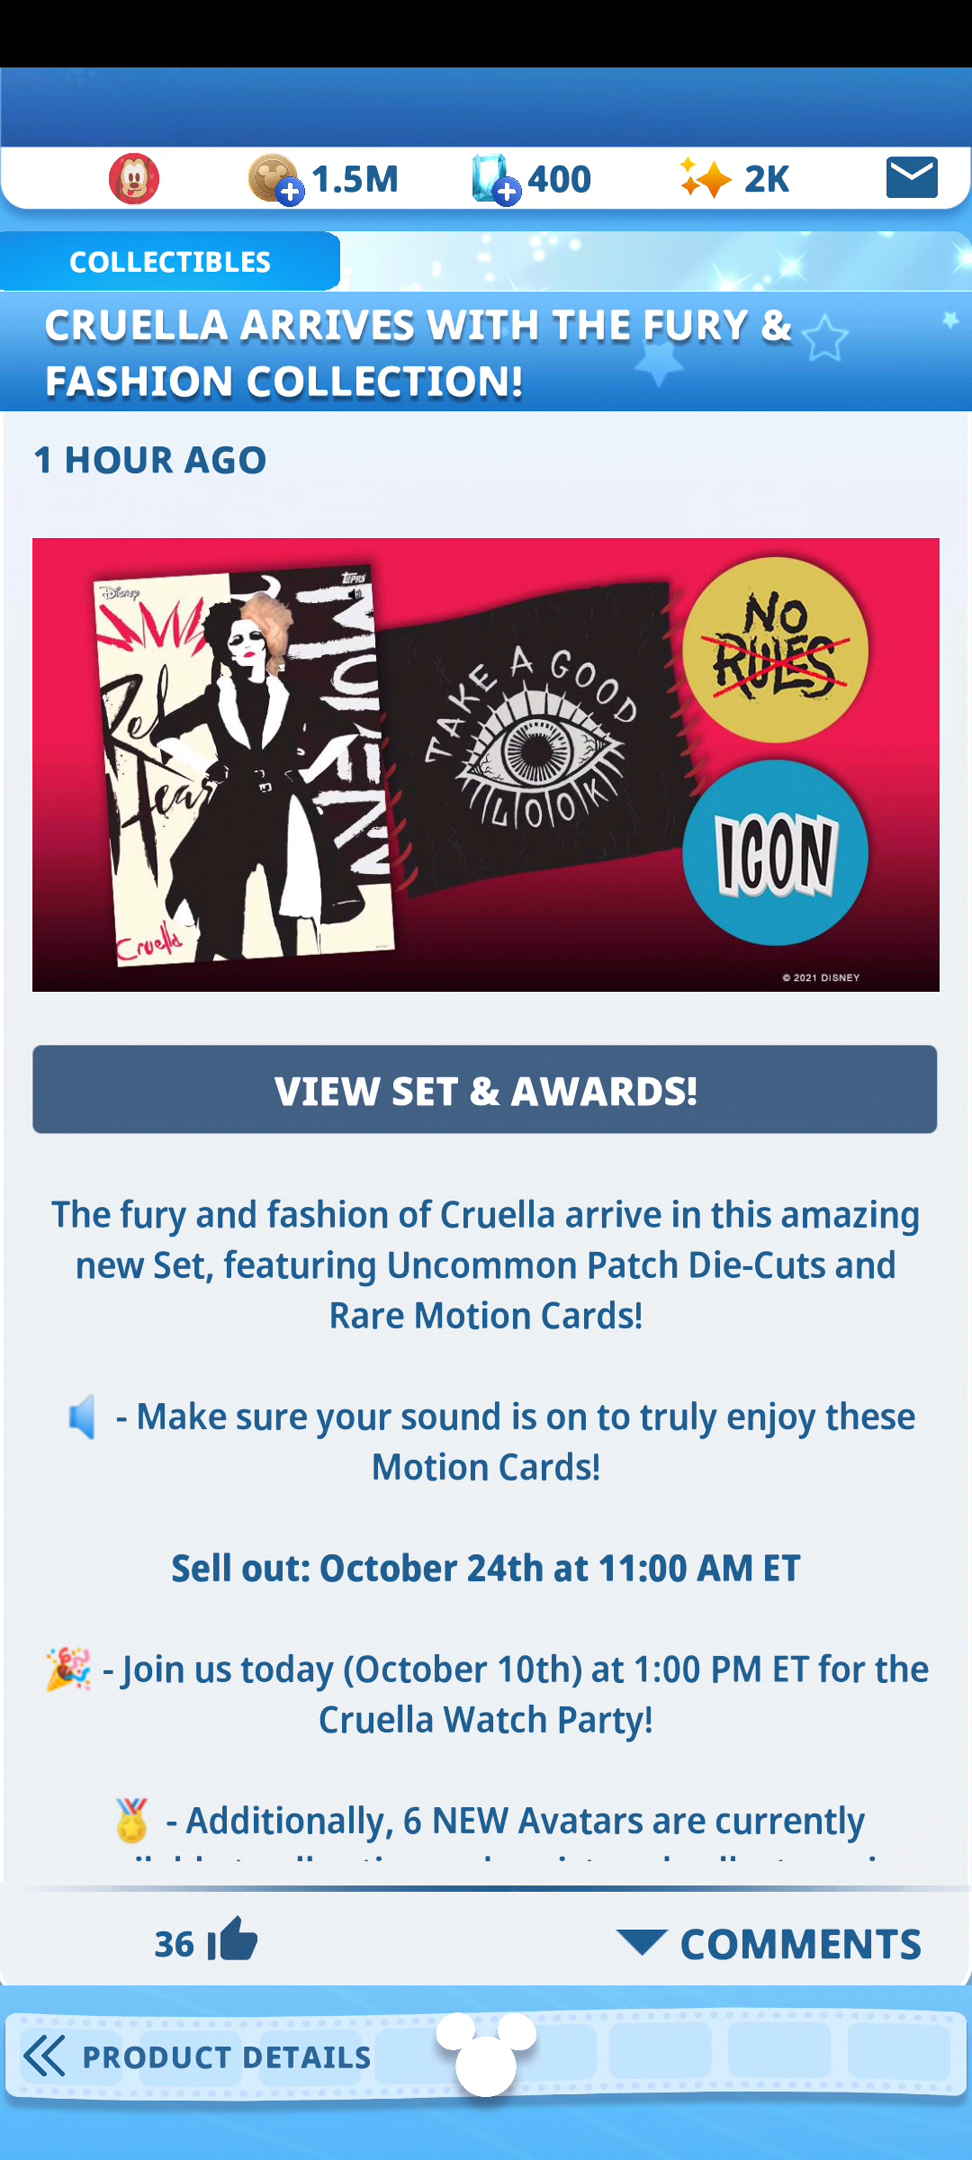 1.5M
400
2K
COLLECTIBLES
CRUELLA ARRIVES WITH THE FURY &
FASHION COLLECTION!
1 HOUR AGO
Disney
TOPPS
Rebel
Heart
MODERN
Cruella
TAKE A GOOD
LOOK
NO
RULES
ICON
© 2021 DISNEY
VIEW SET & AWARDS!
The fury and fashion of Cruella arrive in this amazing
new Set, featuring Uncommon Patch Die-Cuts and
Rare Motion Cards!
- Make sure your sound is on to truly enjoy these
Motion Cards!
Sell out: October 24th at 11:00 AM ET
- Join us today (October 10th) at 1:00 PM ET for the
Cruella Watch Party!
- Additionally, 6 NEW Avatars are currently
36
COMMENTS
PRODUCT DETAILS